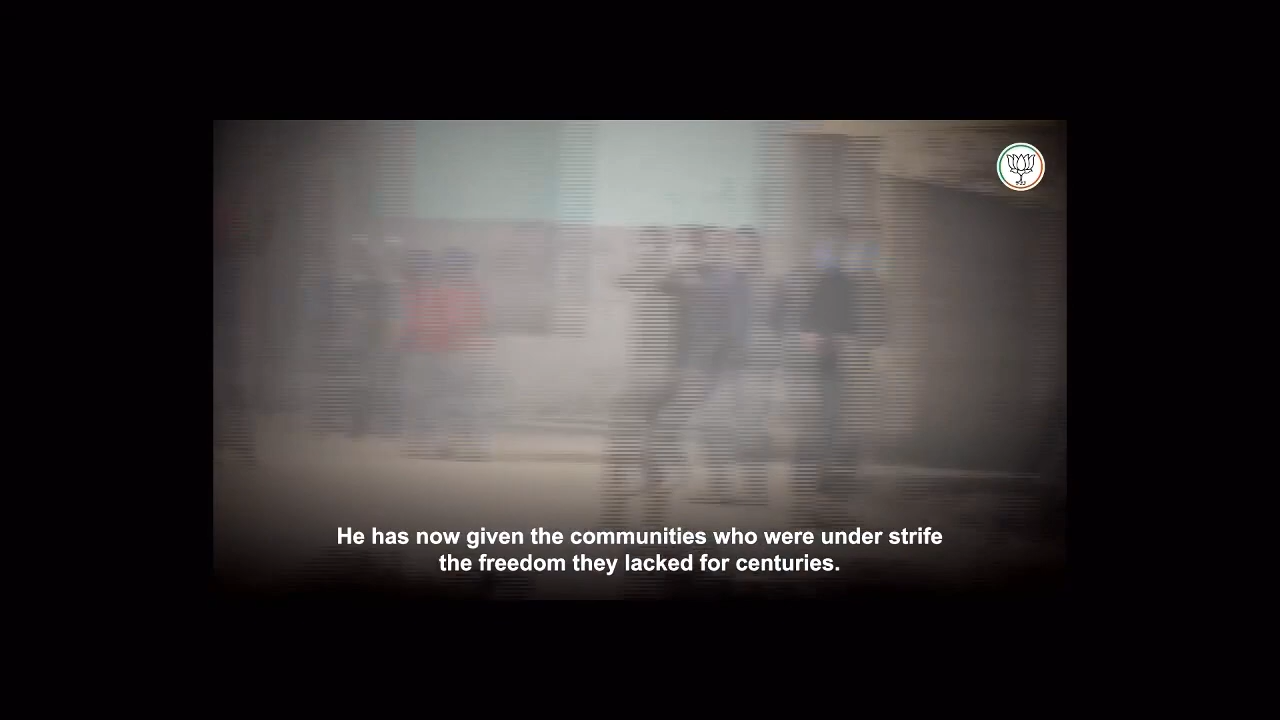 He has now given the communities who were under strife
the freedom they lacked for centuries.